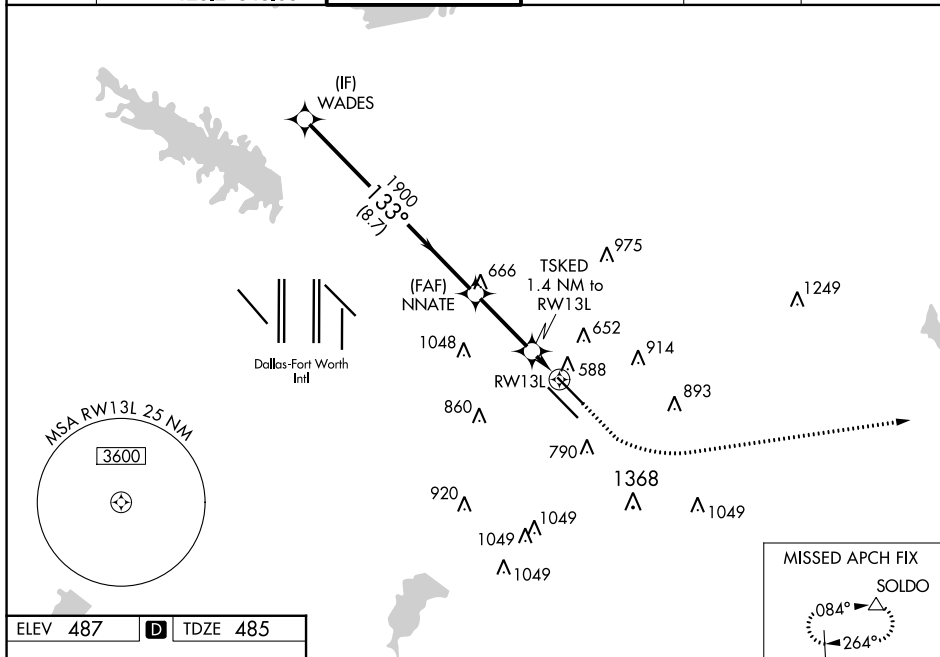 (IF)
WADES
1900
133°
(8.7)
975
TSKED
1.4 NM to
RW13L
666
(FAF)
NNATE
1249
652
1048
914
Dallas-Fort Worth
Intl
588
RW13L
893
860
MSA RW13L 25 NM
3600
790
1368
920
1049
1049
1049
1049
MISSED APCH FIX
SOLDO
084°
264°
ELEV 487 D TDZE 485